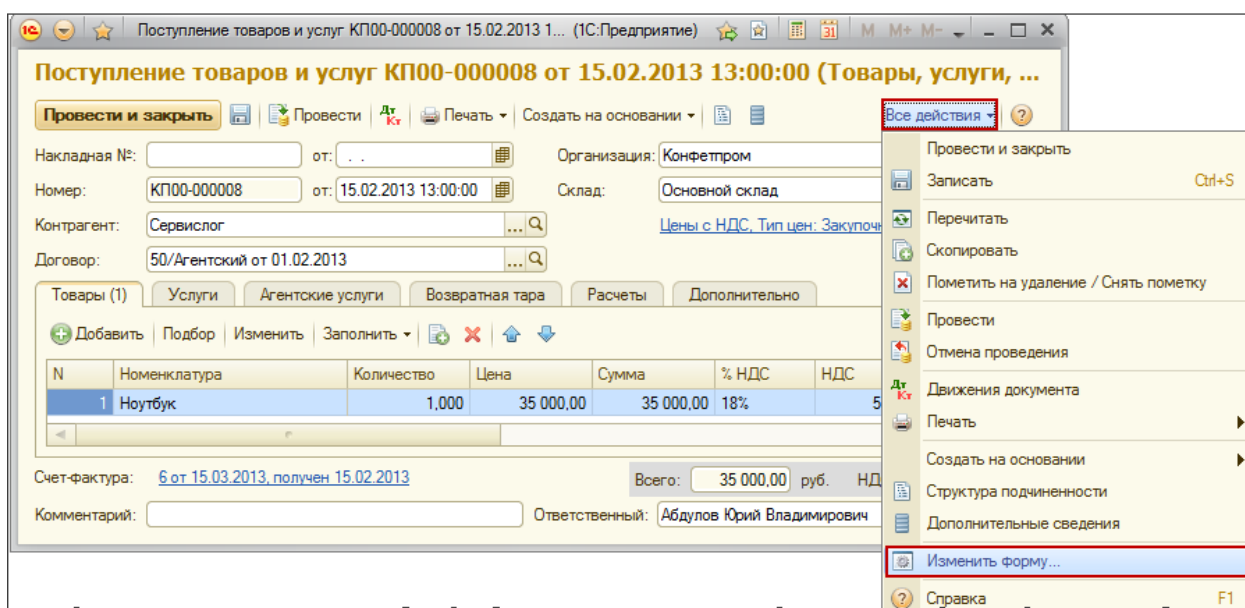 Поступление товаров и услуг КП00-000008 от 15.02.2013 1... (1С:Предприятие) 31 M M+ M-
Поступление товаров и услуг КП00-000008 от 15.02.2013 13:00:00 (Товары, услуги, ...
Провести и закрыть Провести Дт Кт Печать Создать на основании Все действия ?
Накладная №: от: . . Организация: Конфетпром
Номер: КП00-000008 от: 15.02.2013 13:00:00 Склад: Основной склад
Контрагент: Сервислог ... Цены с НДС, Тип цен: Закупочн
Договор: 50/Агентский от 01.02.2013 ...
Товары (1) Услуги Агентские услуги Возвратная тара Расчеты Дополнительно
Добавить Подбор Изменить Заполнить
N Номенклатура Количество Цена Сумма % НДС НДС
1 Ноутбук 1,000 35 000,00 35 000,00 18% 5
Счет-фактура: 6 от 15.03.2013, получен 15.02.2013 Всего: 35 000,00 руб. НД
Комментарий: Ответственный: Абдулов Юрий Владимирович
Провести и закрыть
Записать Ctrl+S
Перечитать
Скопировать
Пометить на удаление / Снять пометку
Провести
Отмена проведения
Дт Кт Движения документа
Печать
Создать на основании
Структура подчиненности
Дополнительные сведения
Изменить форму...
? Справка F1